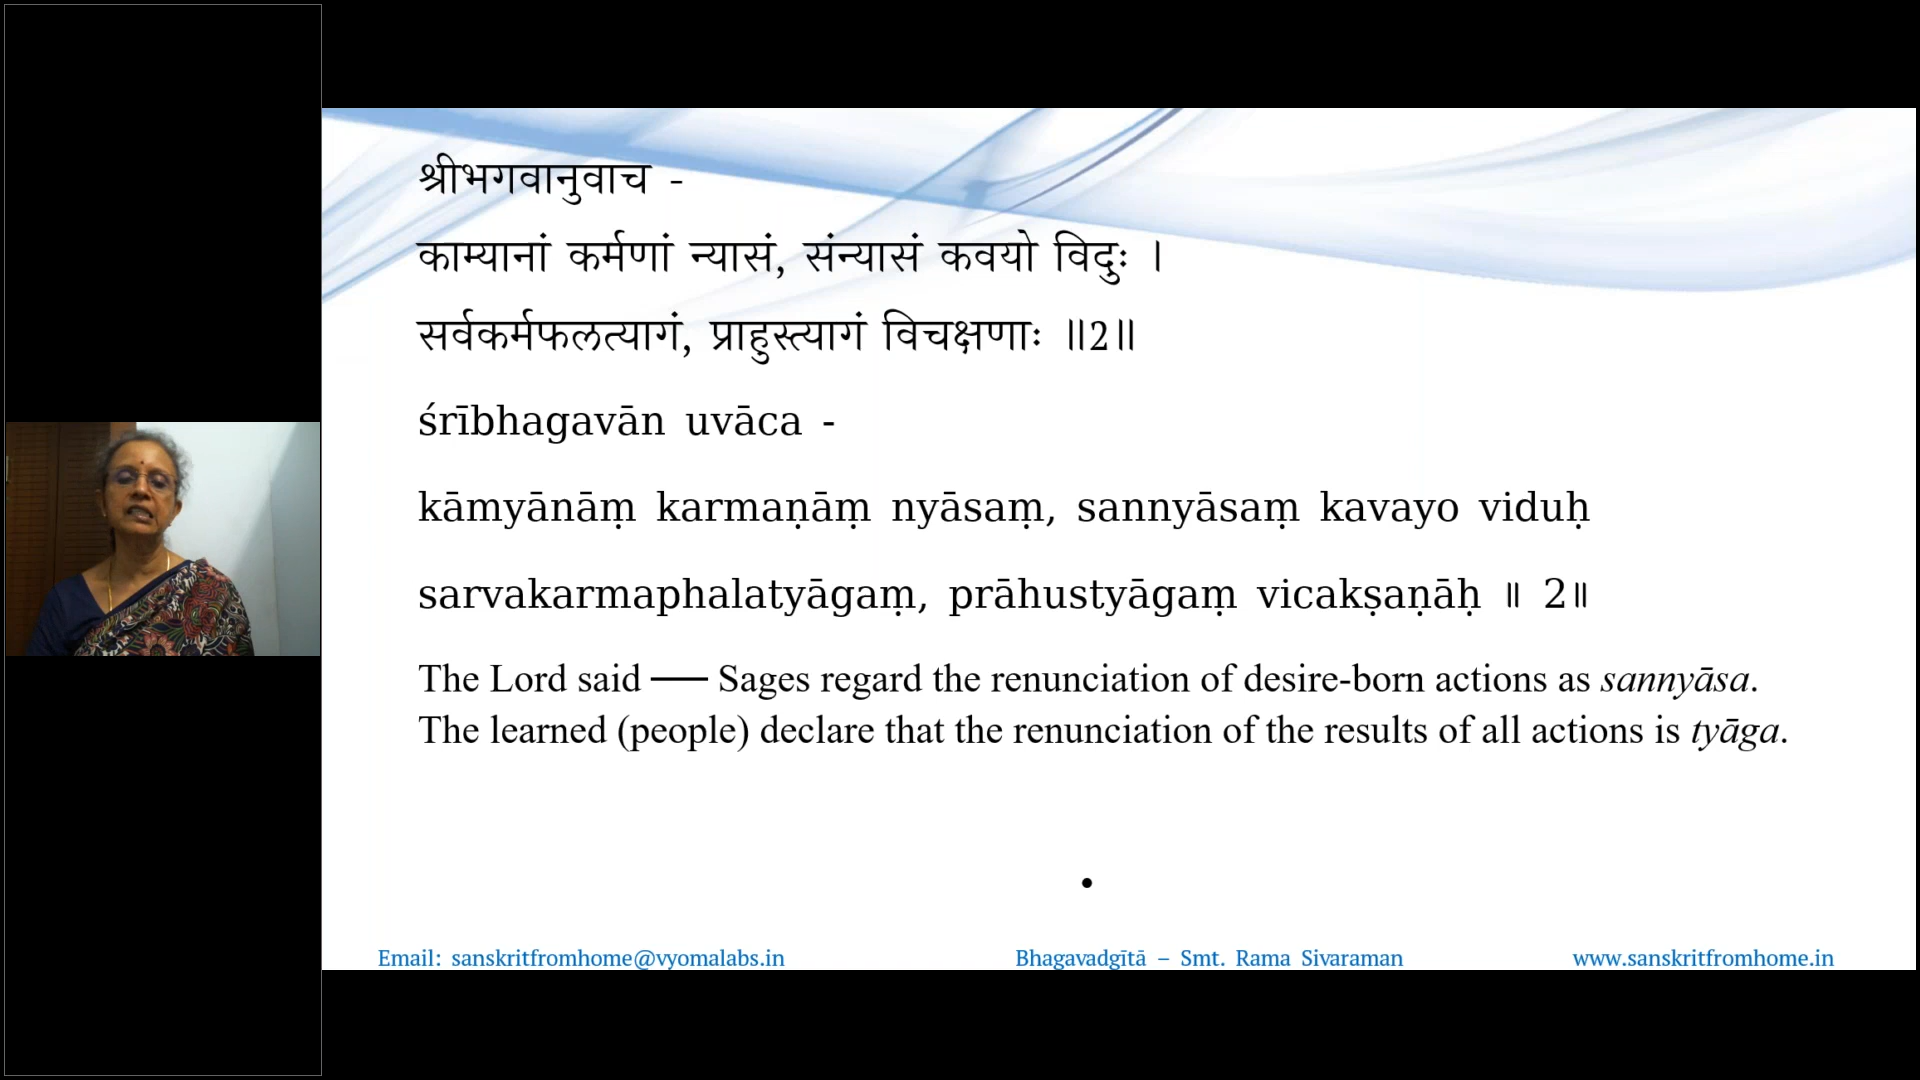 श्रीभगवानुवाच -
काम्यानां कर्मणां न्यासं, संन्यासं कवयो विदुः ।
सर्वकर्मफलत्यागं, प्राहुस्त्यागं विचक्षणाः ॥2॥
śrībhagavān uvāca -
kāmyānāṃ karmaṇāṃ nyāsaṃ, sannyāsaṃ kavayo viduḥ
sarvakarmaphalatyāgaṃ, prāhustyāgaṃ vicakṣaṇāḥ ॥ 2॥
The Lord said –– Sages regard the renunciation of desire-born actions as sannyāsa.
The learned (people) declare that the renunciation of the results of all actions is tyāga.
•
Email: sanskritfromhome@vyomalabs.in Bhagavadgītā – Smt. Rama Sivaraman www.sanskritfromhome.in